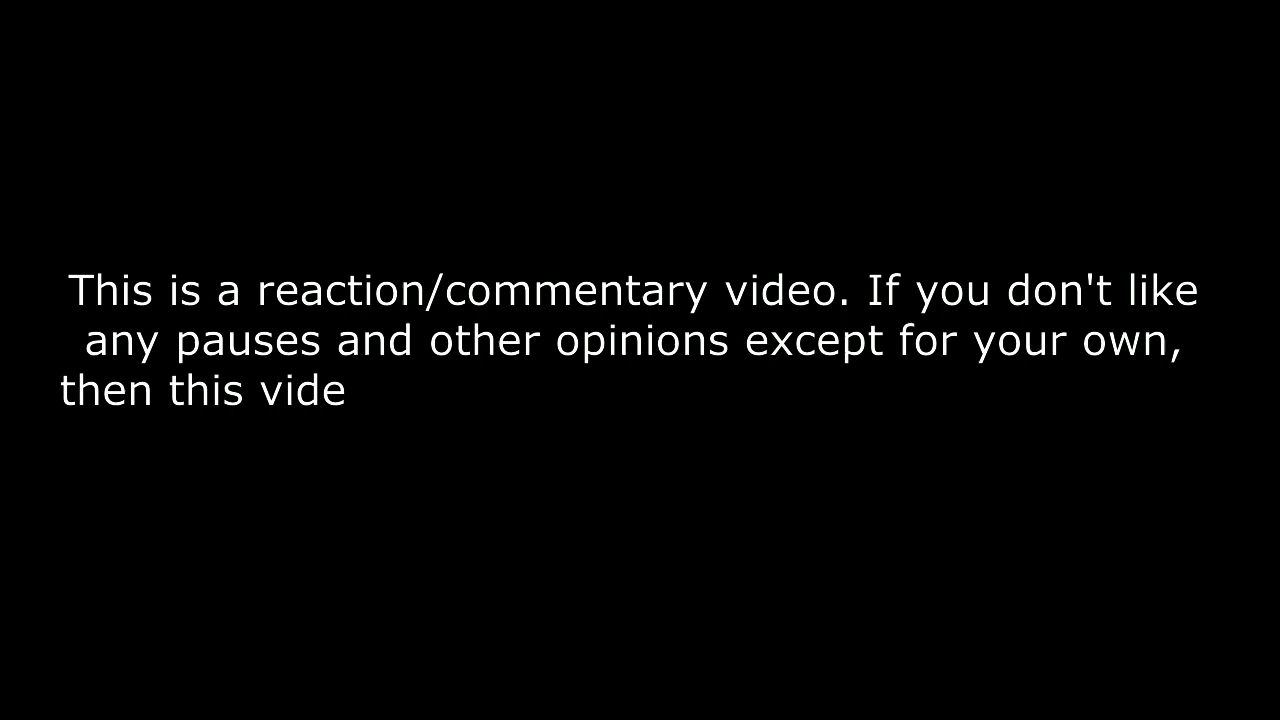 This is a reaction/commentary video. If you don't like
any pauses and other opinions except for your own,
then this vide